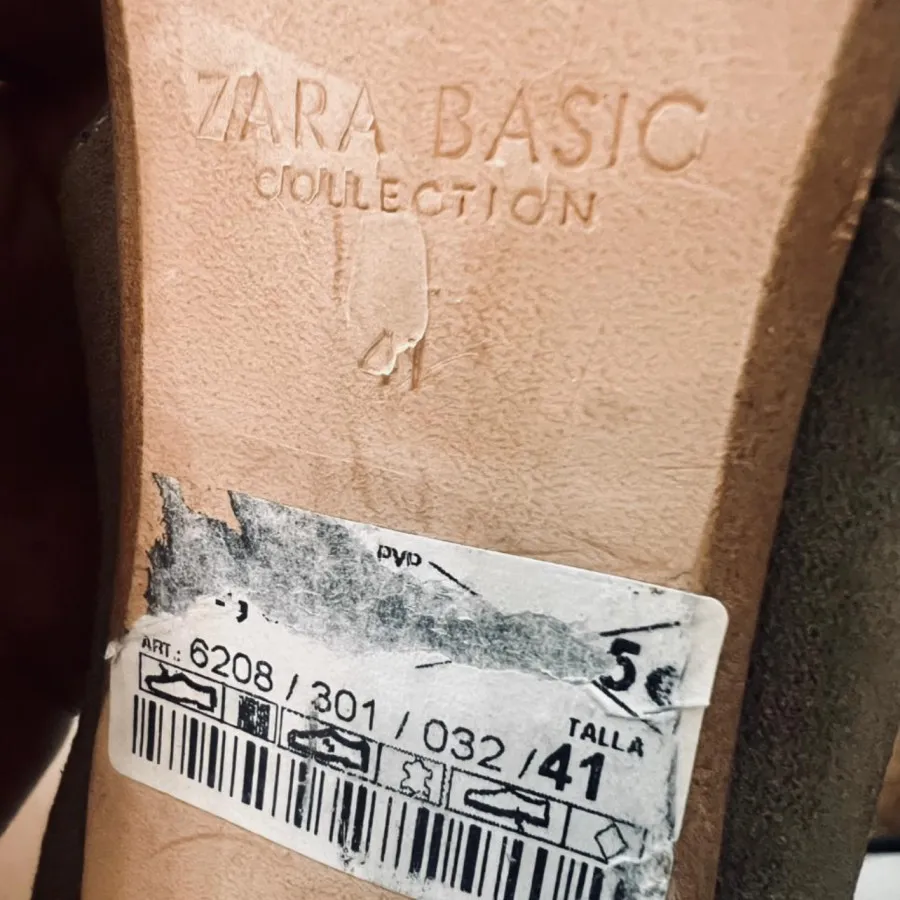 ZARA BASIC
COLLECTION
41
PVP
5€
ART.: 6208 / 301 / 032 / 41
TALLA